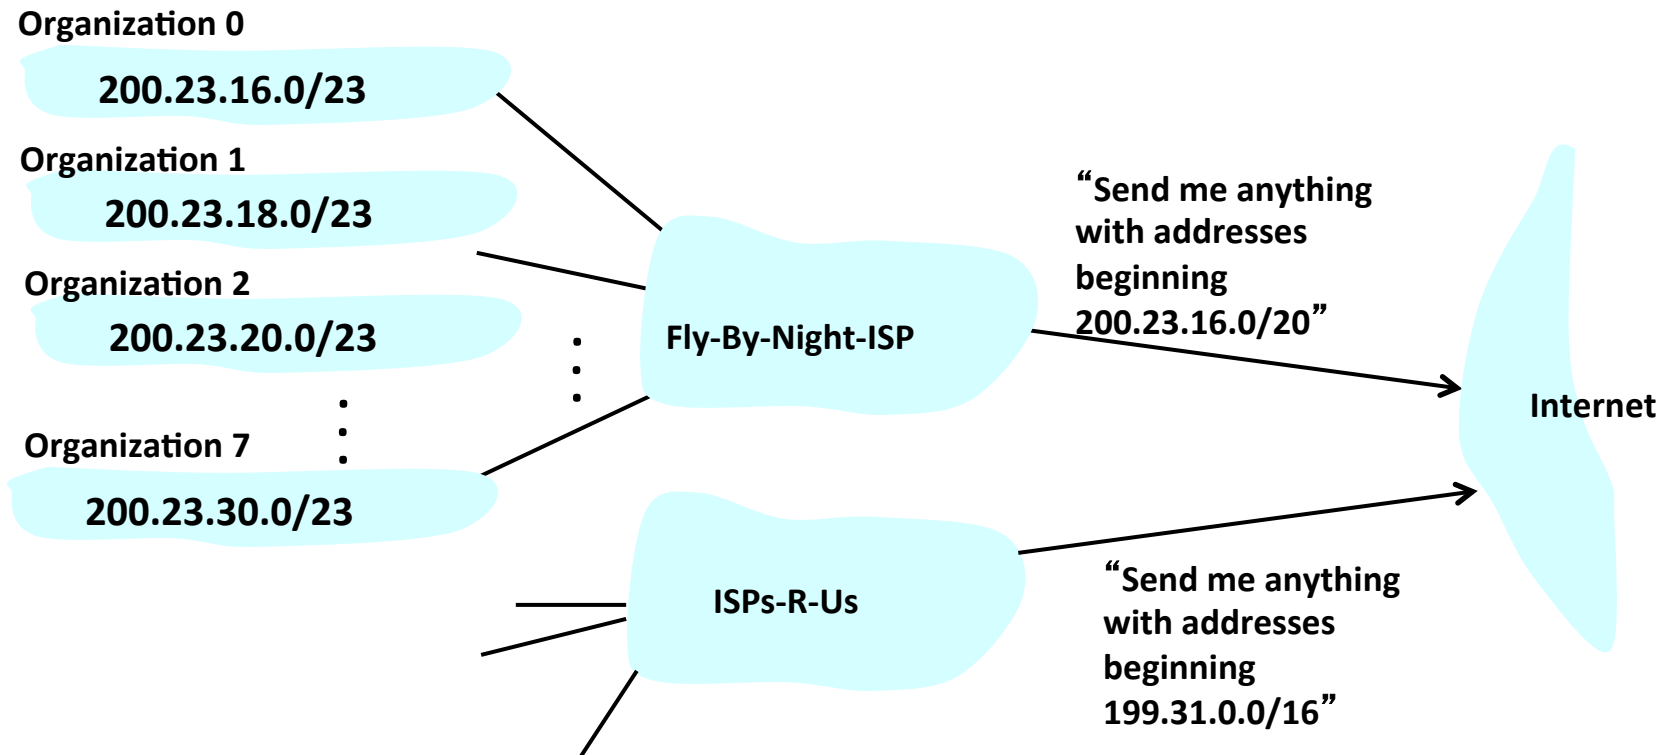 Organization 0
200.23.16.0/23
Organization 1
200.23.18.0/23
Organization 2
200.23.20.0/23
Organization 7
200.23.30.0/23
Fly-By-Night-ISP
“Send me anything
with addresses
beginning
200.23.16.0/20”
Internet
ISPs-R-Us
“Send me anything
with addresses
beginning
199.31.0.0/16”